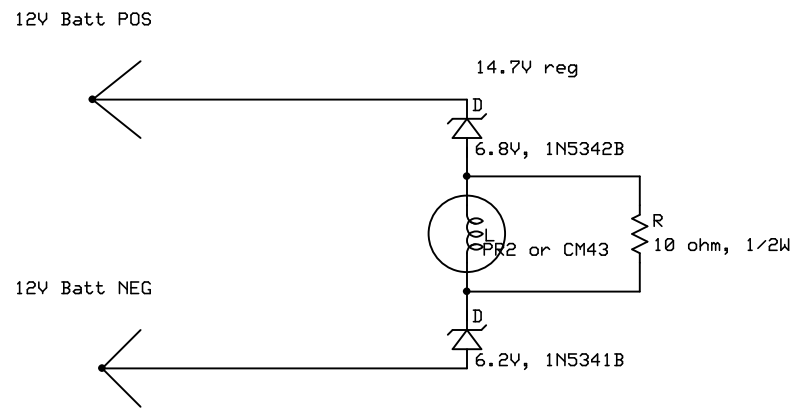 12V Batt POS
14.7V reg
D
6.8V, 1N5342B
R
10 ohm, 1/2W
L
PR2 or CM43
12V Batt NEG
D
6.2V, 1N5341B